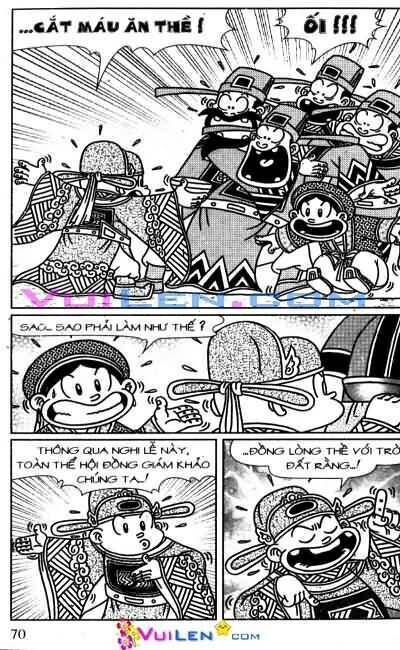 ...CẮT MÁU ĂN THỀ!
ỐI!!!
VUILEN.COM
SAO... SAO PHẢI LÀM NHƯ THẾ?
THÔNG QUA NGHI LỄ NÀY,
TOÀN THỂ HỘI ĐỒNG GIÁM KHẢO
CHÚNG TA...!
...ĐỒNG LÒNG THỀ VỚI TRỜ
ĐẤT RẰNG...!
70
VUILEN.COM